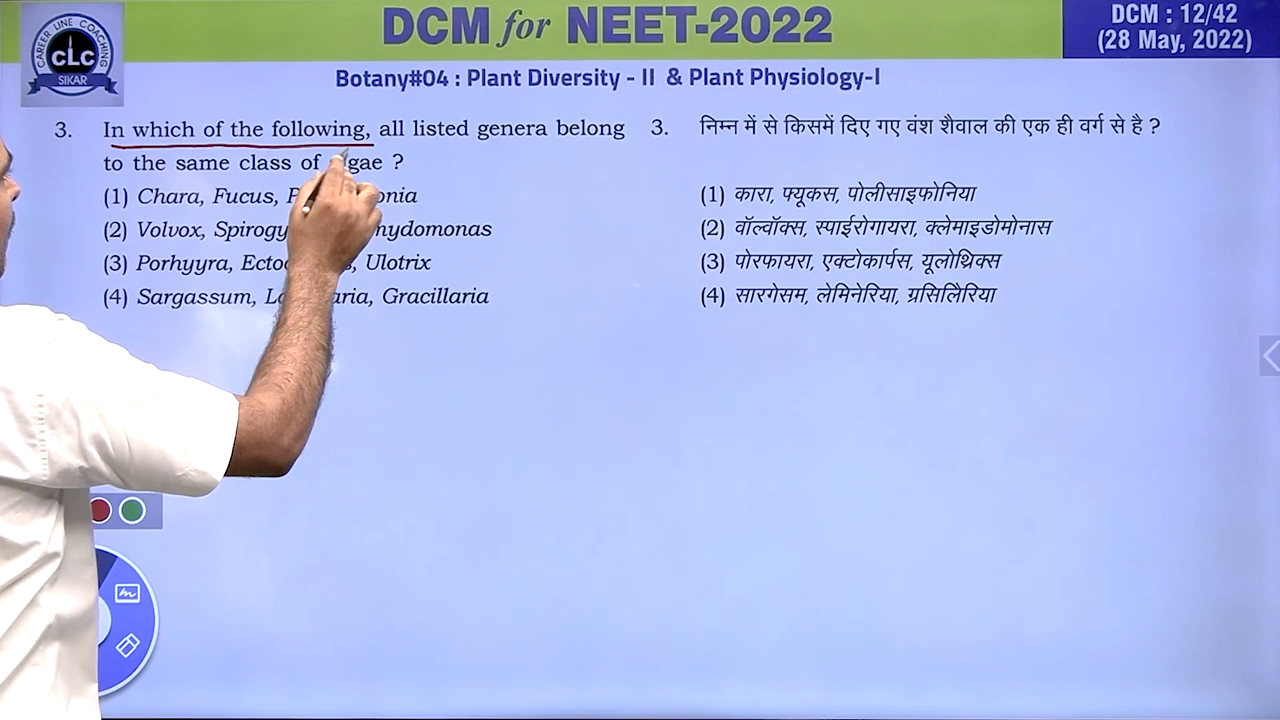 DCM for NEET-2022
DCM : 12/42
(28 May, 2022)
CAREER LINE COACHING
CLC
SIKAR
Botany#04 : Plant Diversity - II & Plant Physiology-I
3. In which of the following, all listed genera belong
to the same class of algae ?
(1) Chara, Fucus,
(2) Volvox,
(3) Porhyyra, Ulotrix
(4) Sargassum, Gracillaria
3. निम्न में से किसमें दिए गए वंश शैवाल की एक ही वर्ग से है ?
(1) कारा, फ्यूकस, पोलीसाइफोनिया
(2) वॉल्वॉक्स, स्पाईरोगायरा, क्लेमाइडोमोनास
(3) पोरफायरा, एक्टोकार्पस, यूलोथ्रिक्स
(4) सारगेसम, लेमिनेरिया, ग्रसिलिेरिया